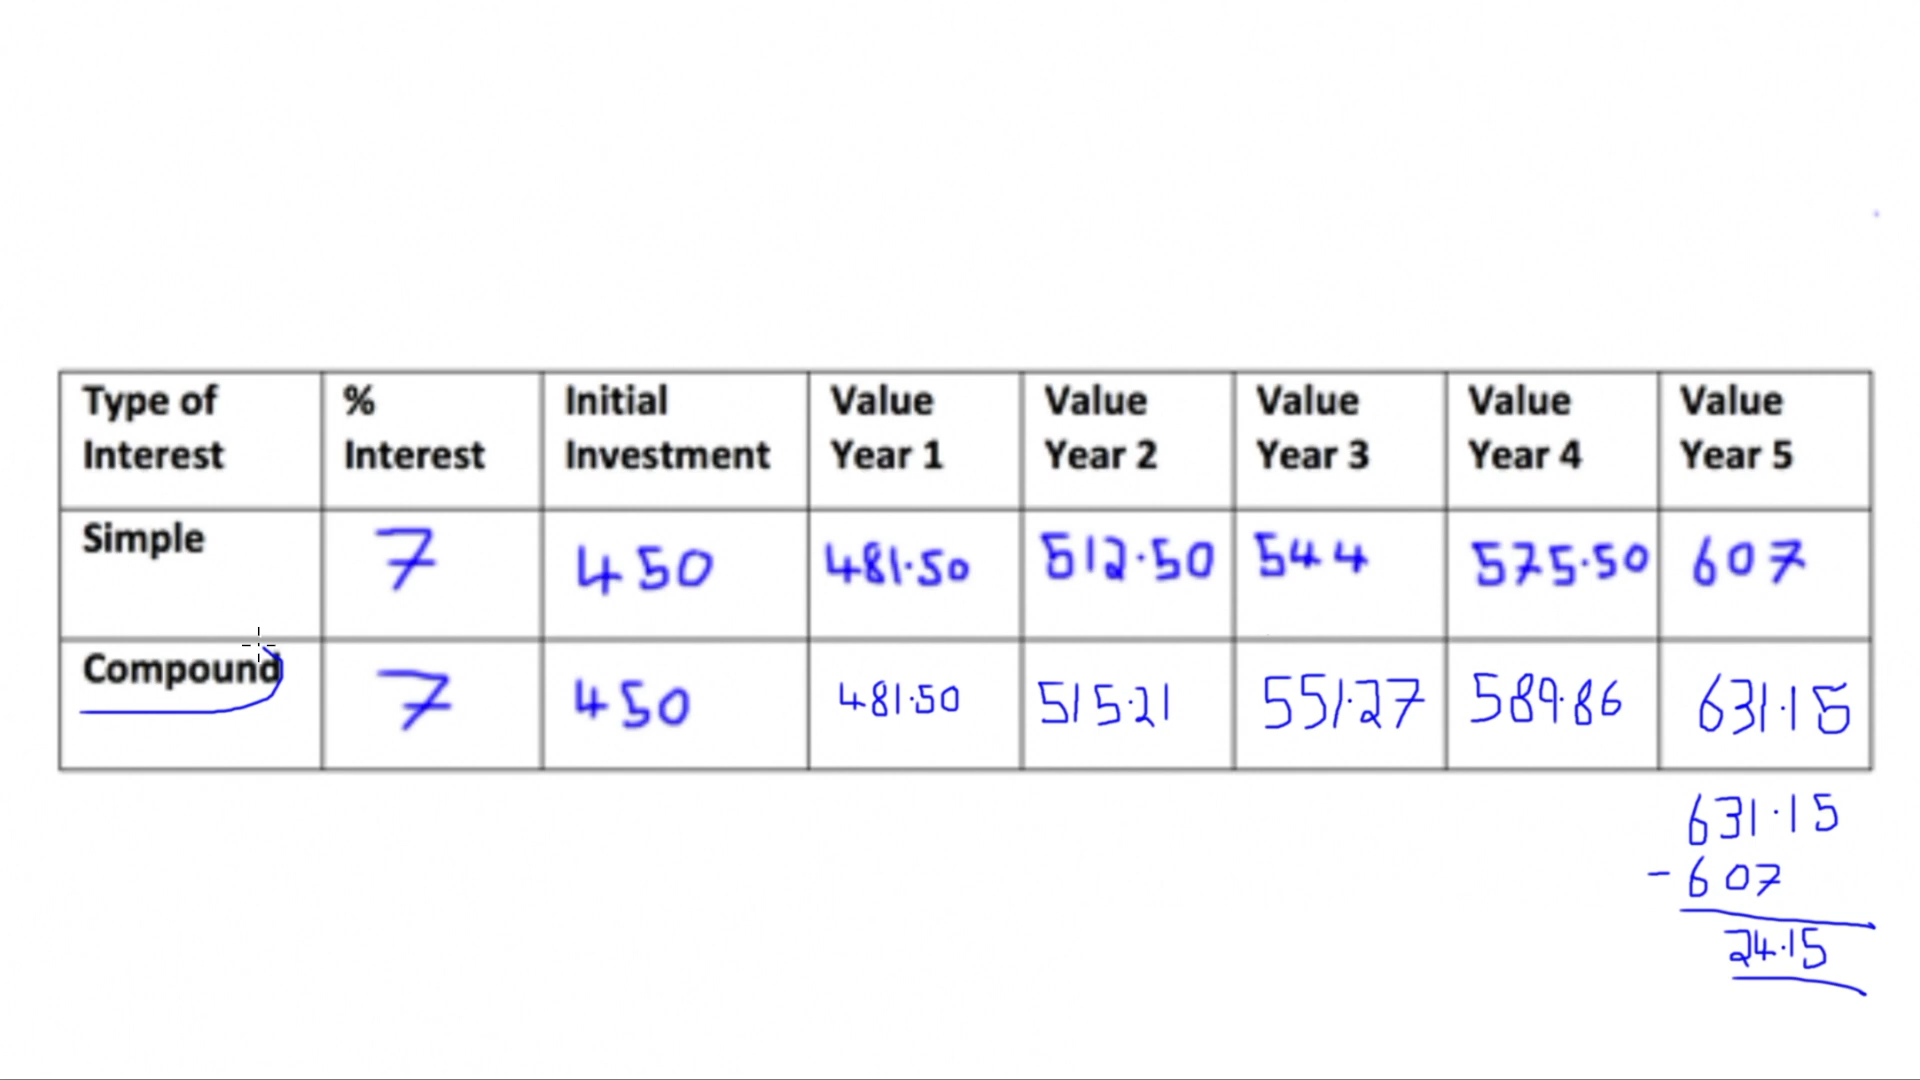 Type of Interest % Interest Initial Investment Value Year 1 Value Year 2 Value Year 3 Value Year 4 Value Year 5
Simple 7 450 481.50 512.50 544 575.50 607
Compound 7 450 481.50 515.21 551.27 589.86 631.15
631.15
- 607
24.15